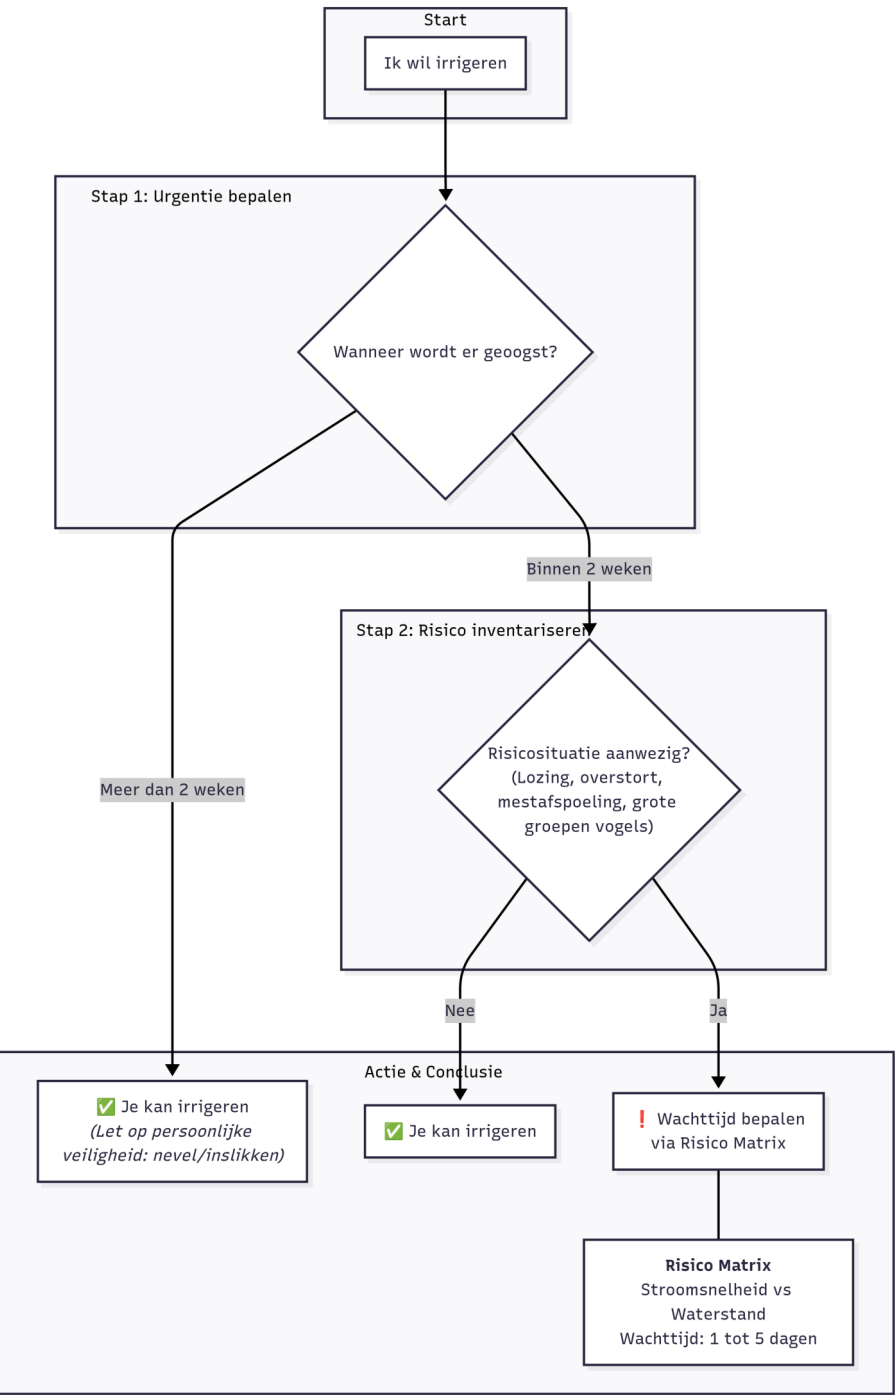 Start
Ik wil irrigeren
Stap 1: Urgentie bepalen
Wanneer wordt er geoogst?
Binnen 2 weken
Stap 2: Risico inventariseren
Risicosituatie aanwezig?
(Lozing, overstort,
mestafspoeling, grote
groepen vogels)
Meer dan 2 weken
Nee
Ja
Actie & Conclusie
✅ Je kan irrigeren
(Let op persoonlijke
veiligheid: nevel/inslikken)
✅ Je kan irrigeren
❗ Wachttijd bepalen
via Risico Matrix
Risico Matrix
Stroomsnelheid vs
Waterstand
Wachttijd: 1 tot 5 dagen